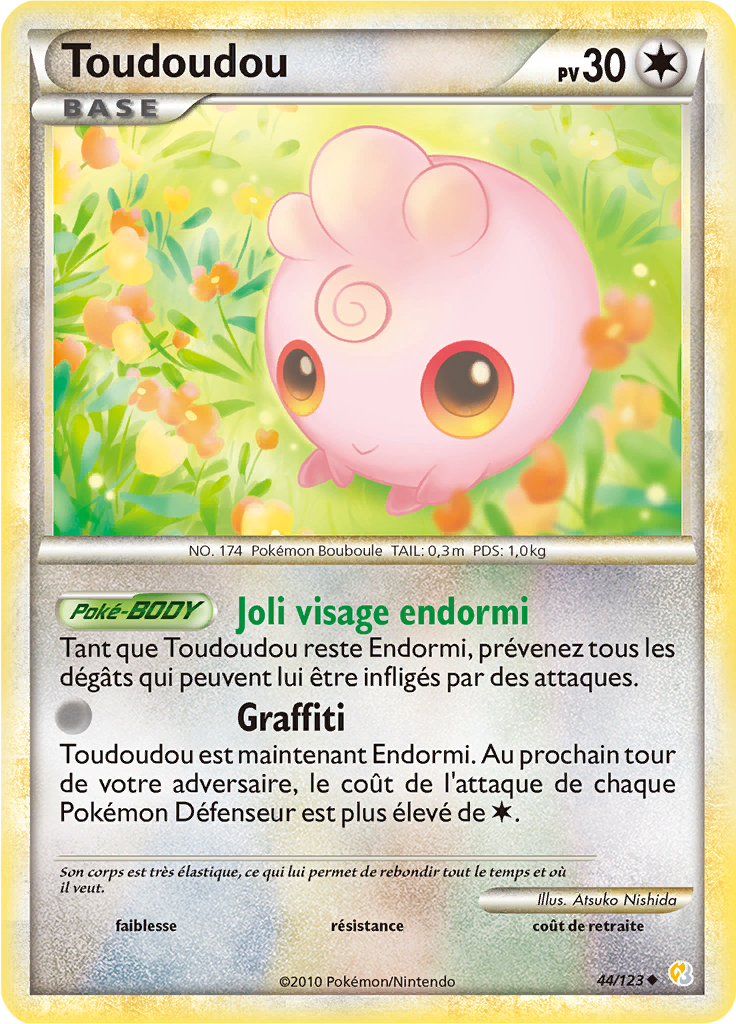 Toudoudou
PV 30
BASE
NO. 174 Pokémon Bouboule TAIL: 0,3 m PDS: 1,0 kg
Poké-BODY Joli visage endormi
Tant que Toudoudou reste Endormi, prévenez tous les
dégâts qui peuvent lui être infligés par des attaques.
Graffiti
Toudoudou est maintenant Endormi. Au prochain tour
de votre adversaire, le coût de l'attaque de chaque
Pokémon Défenseur est plus élevé de .
Son corps est très élastique, ce qui lui permet de rebondir tout le temps et où
il veut.
Illus. Atsuko Nishida
faiblesse résistance coût de retraite
©2010 Pokémon/Nintendo
44/123